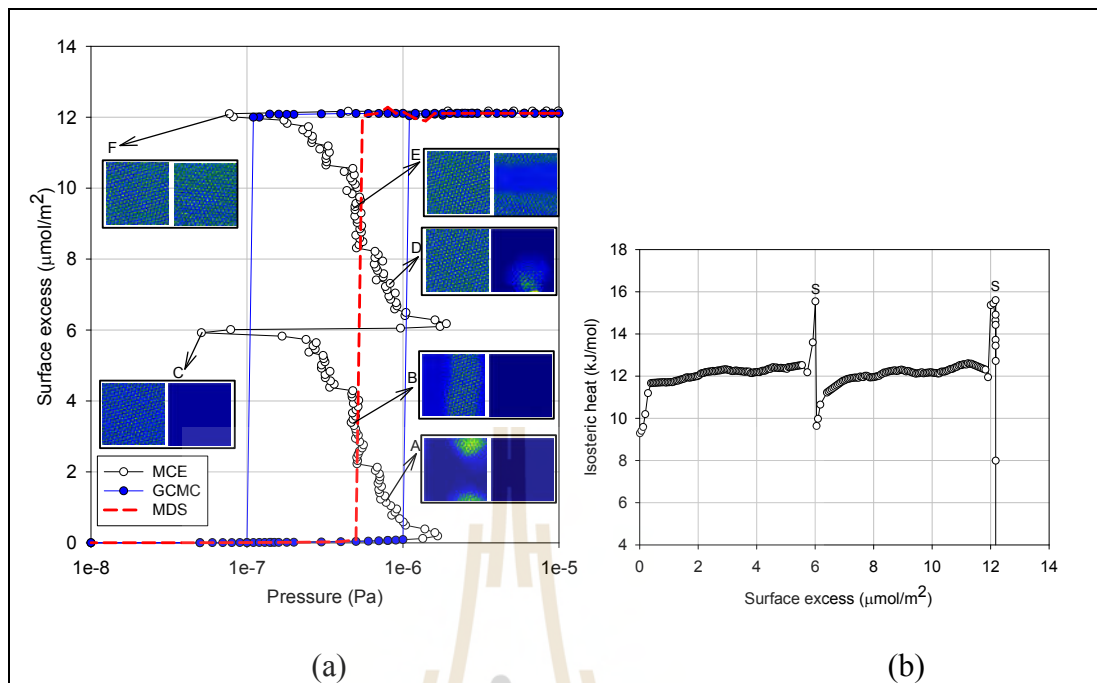 14
12
10
8
6
4
2
0
Surface excess (μmol/m²)
F
E
D
C
B
A
MCE
GCMC
MDS
1e-8
1e-7
1e-6
1e-5
Pressure (Pa)
(a)
18
16
14
12
10
8
6
4
Isosteric heat (kJ/mol)
S
S
0
2
4
6
8
10
12
14
Surface excess (μmol/m²)
(b)